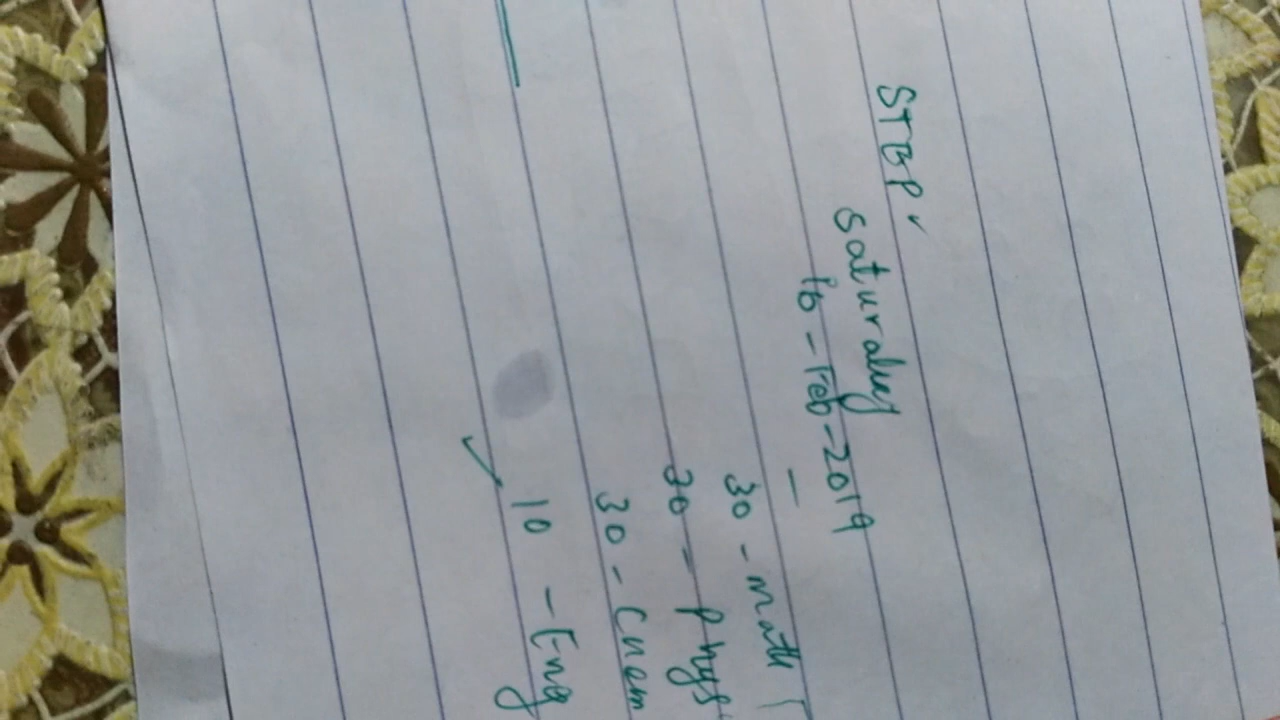 STBP
Saturday
16 - Feb - 2019
30 - math
30 - phys
30 - Chem
10 - Eng